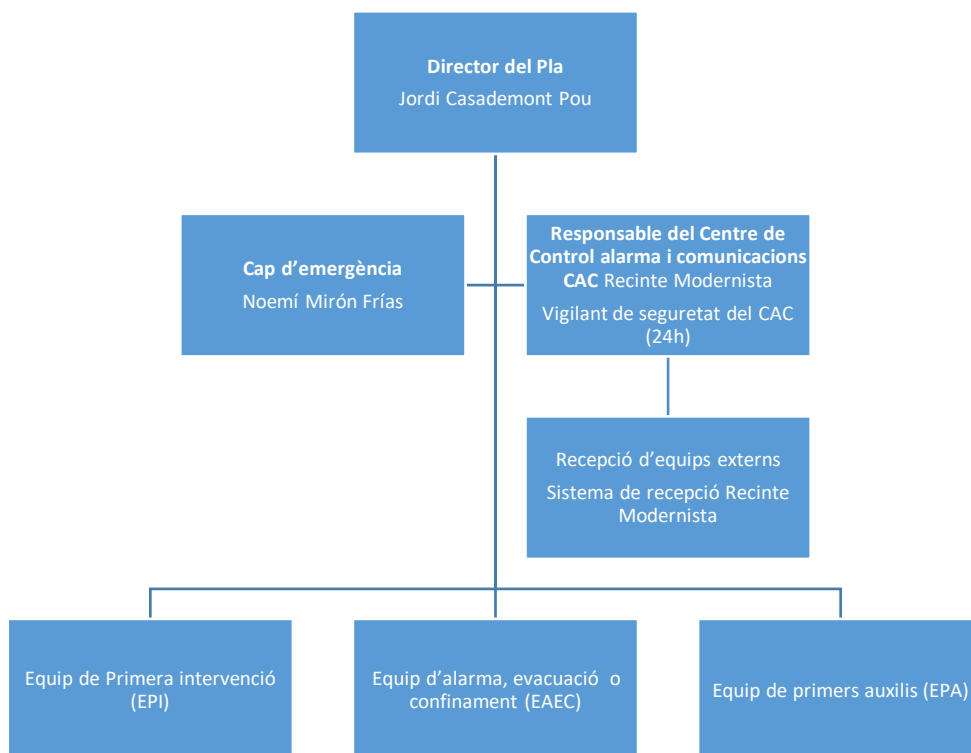 Director del Pla
Jordi Casademont Pou
Cap d’emergència
Noemí Mirón Frías
Responsable del Centre de
Control alarma i comunicacions
CAC Recinte Modernista
Vigilant de seguretat del CAC
(24h)
Recepció d’equips externs
Sistema de recepció Recinte
Modernista
Equip de Primera intervenció
(EPI)
Equip d’alarma, evacuació o
confinament (EAEC)
Equip de primers auxilis (EPA)